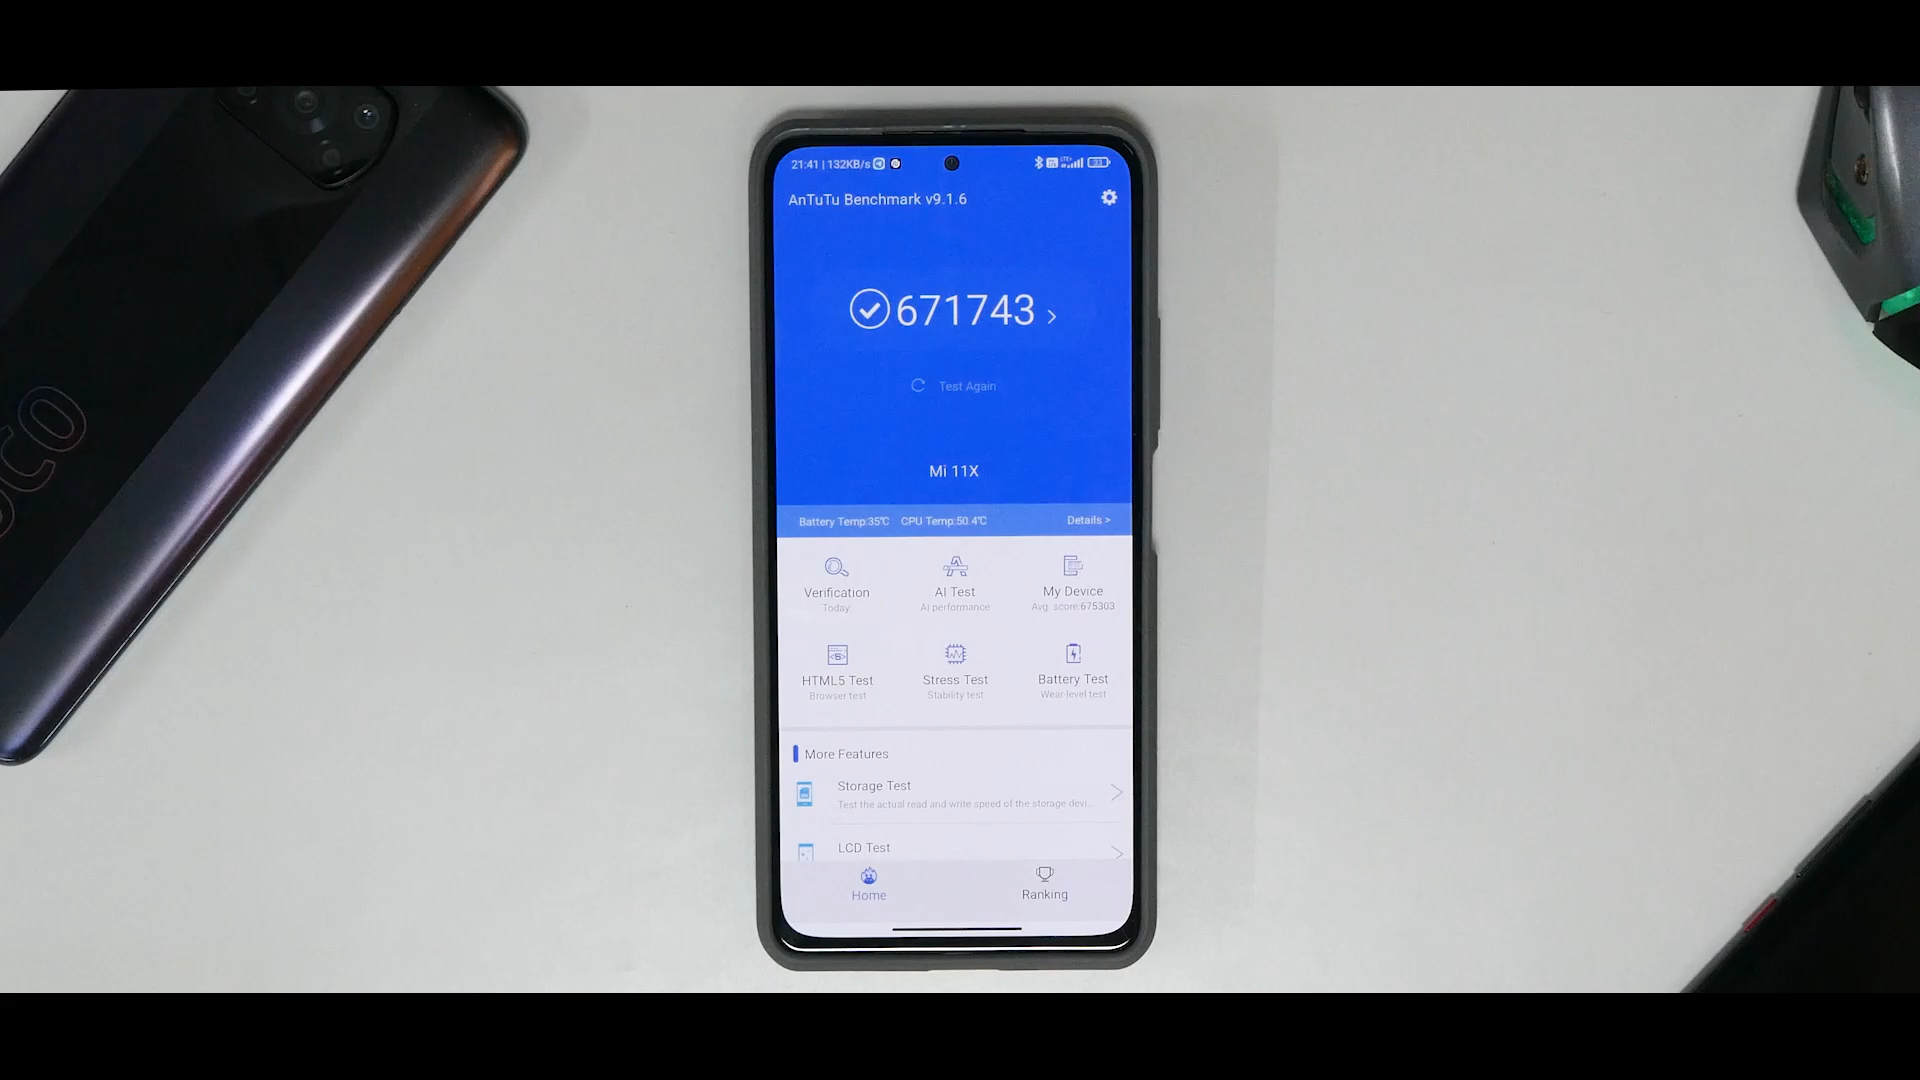 21:41 | 132KB/s
33
AnTuTu Benchmark v9.1.6
671743 >
Test Again
Mi 11X
Battery Temp:35℃ CPU Temp:50.4℃ Details >
Verification AI Test My Device
Today AI performance Avg. score:675303
HTML5 Test Stress Test Battery Test
Browser test Stability test Wear level test
More Features
Storage Test
Test the actual read and write speed of the storage devi...
LCD Test
Home Ranking